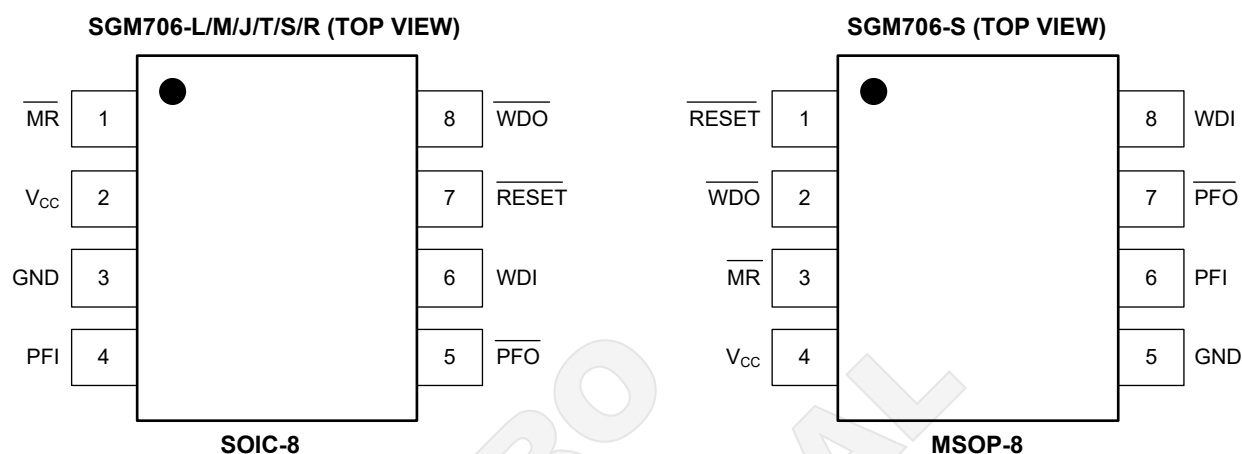 SGM706-L/M/J/T/S/R (TOP VIEW)
MR 1 8 WDO
VCC 2 7 RESET
GND 3 6 WDI
PFI 4 5 PFO
SOIC-8
SGM706-S (TOP VIEW)
RESET 1 8 WDI
WDO 2 7 PFO
MR 3 6 PFI
VCC 4 5 GND
MSOP-8